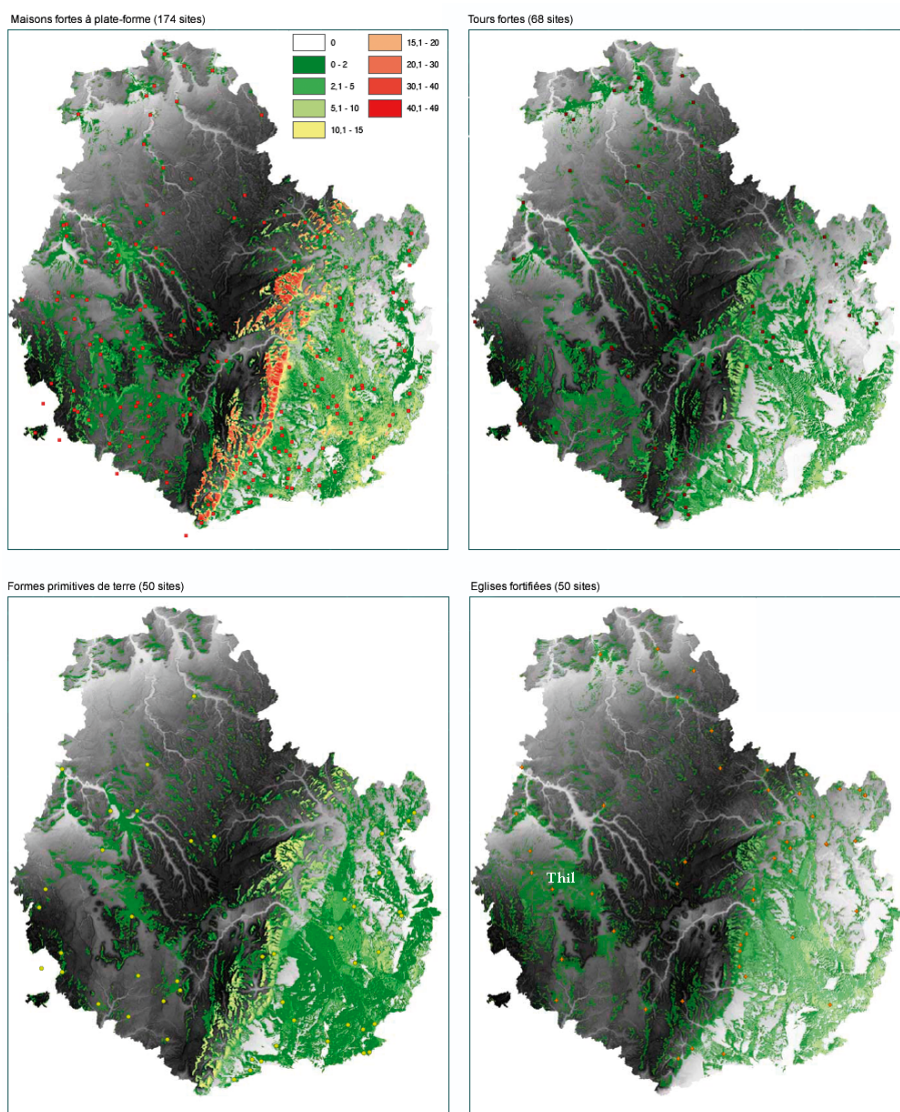 Maisons fortes à plate-forme (174 sites)
Tours fortes (68 sites)
0
0 - 2
2,1 - 5
5,1 - 10
10,1 - 15
15,1 - 20
20,1 - 30
30,1 - 40
40,1 - 49
Formes primitives de terre (50 sites)
Eglises fortifiées (50 sites)
Thil